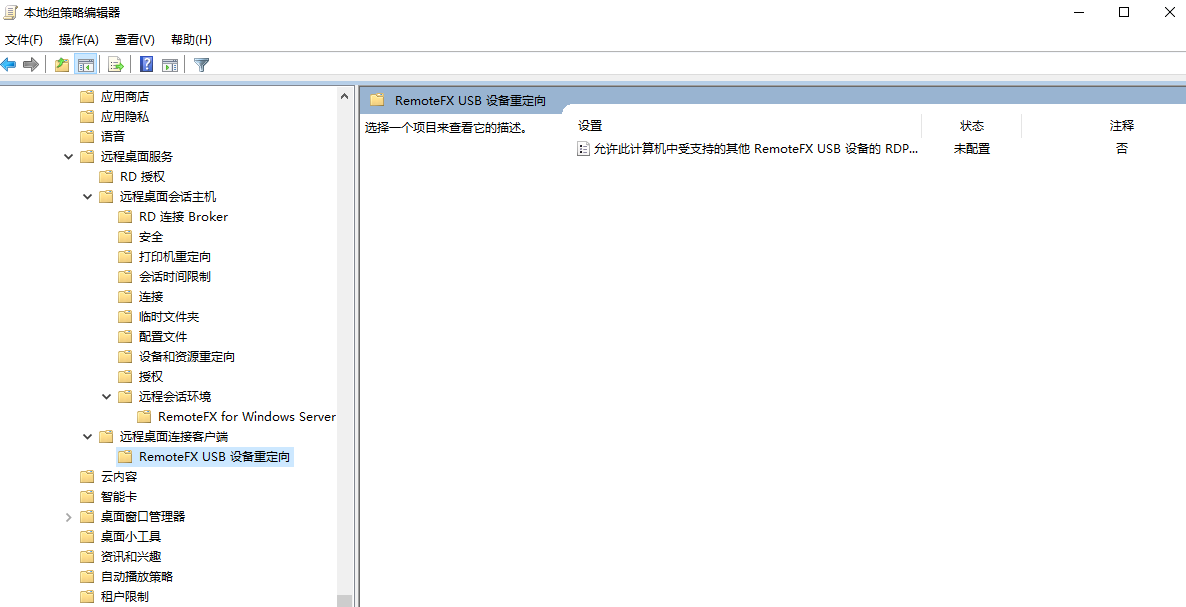 本地组策略编辑器
文件(F) 操作(A) 查看(V) 帮助(H)
应用商店
应用隐私
语音
远程桌面服务
RD 授权
远程桌面会话主机
RD 连接 Broker
安全
打印机重定向
会话时间限制
连接
临时文件夹
配置文件
设备和资源重定向
授权
远程会话环境
RemoteFX for Windows Server
远程桌面连接客户端
RemoteFX USB 设备重定向
云内容
智能卡
桌面窗口管理器
桌面小工具
资讯和兴趣
自动播放策略
租户限制
RemoteFX USB 设备重定向
选择一个项目来查看它的描述。
设置 状态 注释
允许此计算机中受支持的其他 RemoteFX USB 设备的 RDP... 未配置 否